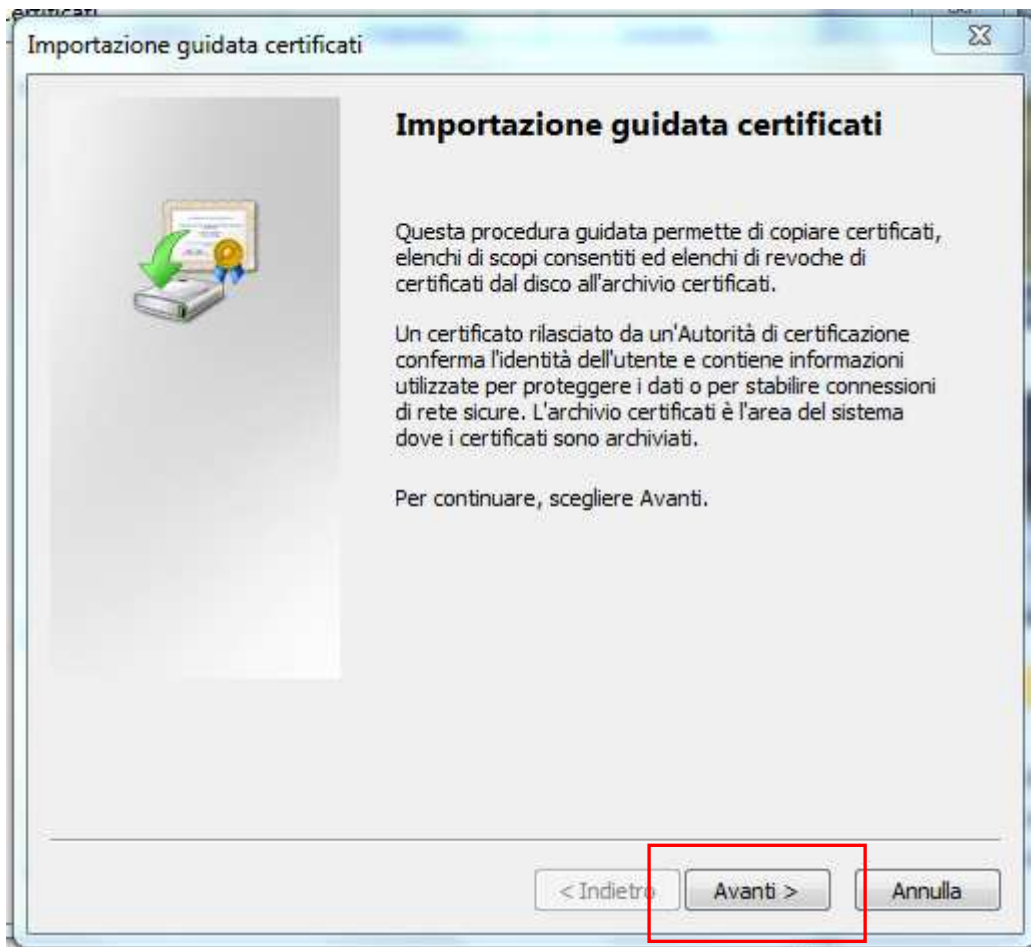 ertificati
Importazione guidata certificati
Importazione guidata certificati
Questa procedura guidata permette di copiare certificati,
elenchi di scopi consentiti ed elenchi di revoche di
certificati dal disco all'archivio certificati.
Un certificato rilasciato da un'Autorità di certificazione
conferma l'identità dell'utente e contiene informazioni
utilizzate per proteggere i dati o per stabilire connessioni
di rete sicure. L'archivio certificati è l'area del sistema
dove i certificati sono archiviati.
Per continuare, scegliere Avanti.
< Indietro
Avanti >
Annulla